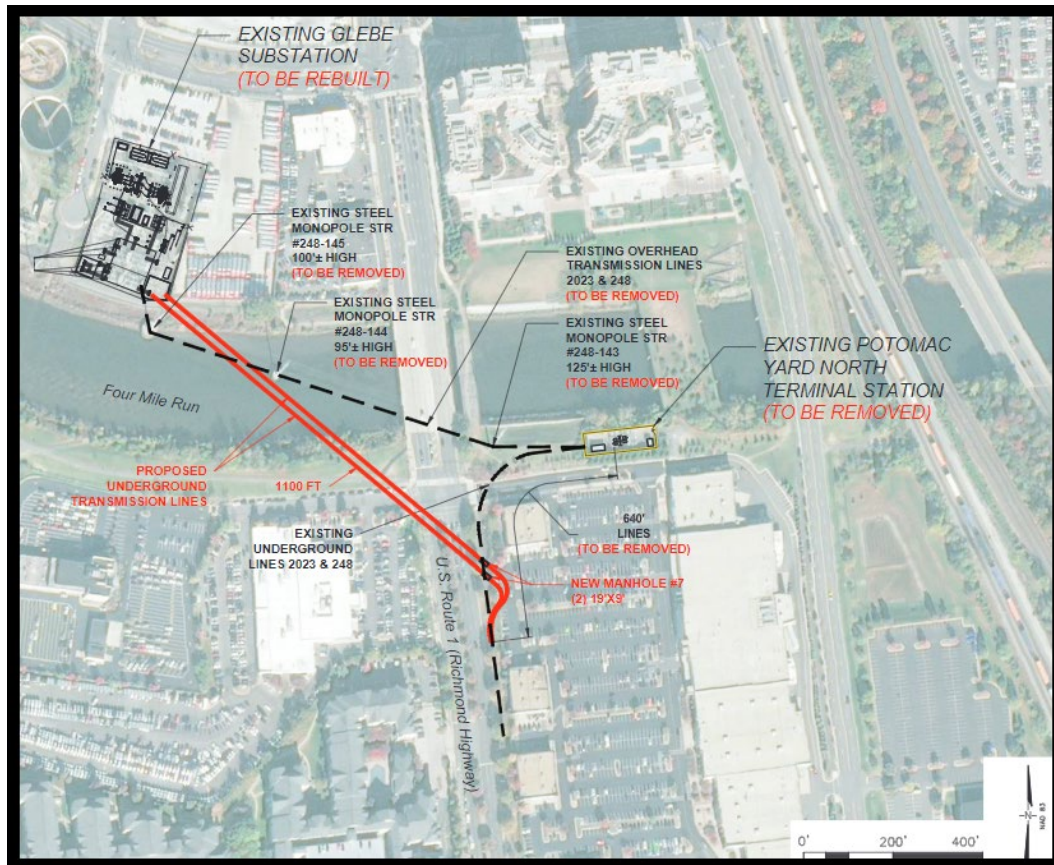 EXISTING GLEBE
SUBSTATION
(TO BE REBUILT)
EXISTING STEEL
MONOPOLE STR
#248-145
100'± HIGH
(TO BE REMOVED)
EXISTING STEEL
MONOPOLE STR
#248-144
95'± HIGH
(TO BE REMOVED)
EXISTING OVERHEAD
TRANSMISSION LINES
2023 & 248
(TO BE REMOVED)
EXISTING STEEL
MONOPOLE STR
#248-143
125'± HIGH
(TO BE REMOVED)
EXISTING POTOMAC
YARD NORTH
TERMINAL STATION
(TO BE REMOVED)
Four Mile Run
PROPOSED
UNDERGROUND
TRANSMISSION LINES
1100 FT
EXISTING
UNDERGROUND
LINES 2023 & 248
640'
LINES
(TO BE REMOVED)
NEW MANHOLE #7
(2) 19'X9'
U.S. Route 1 (Richmond Highway)
0'
200'
400'
N
NAD 83